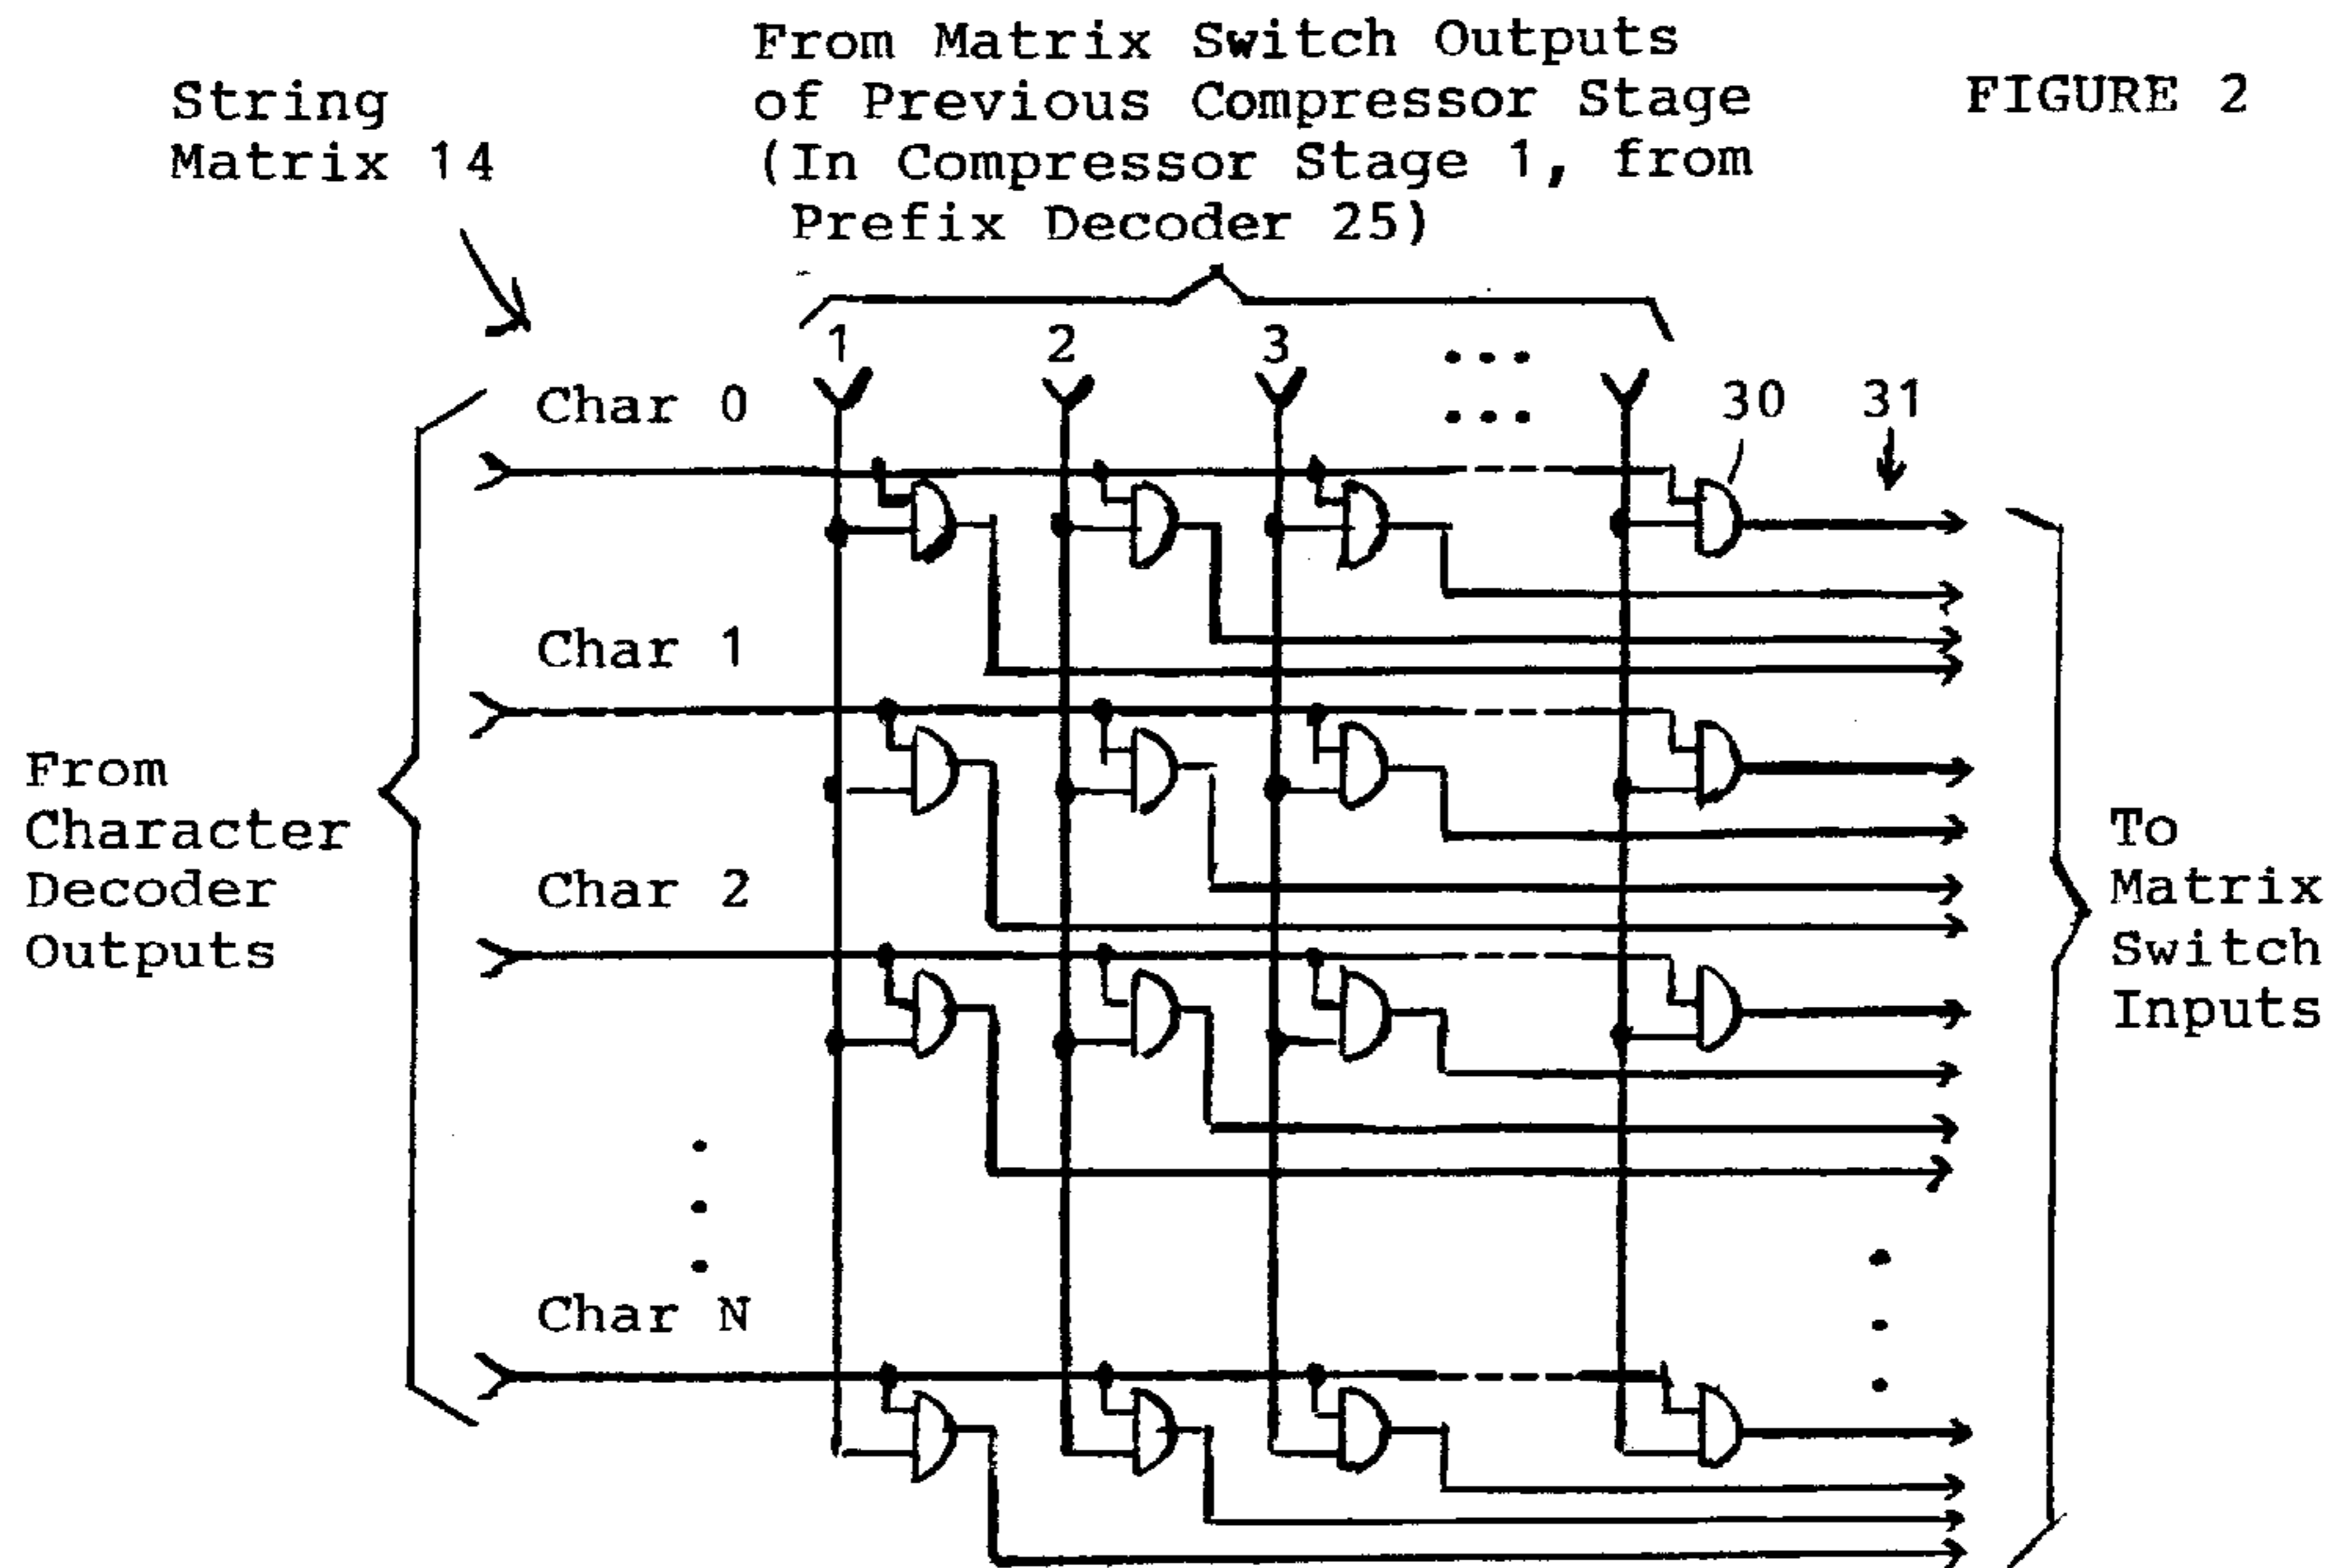 From Matrix Switch Outputs
of Previous Compressor Stage
(In Compressor Stage 1, from
Prefix Decoder 25)
FIGURE 2
String
Matrix 14
1 2 3 ...
...
Char 0
30
31
Char 1
From
Character
Decoder
Outputs
Char 2
To
Matrix
Switch
Inputs
Char N